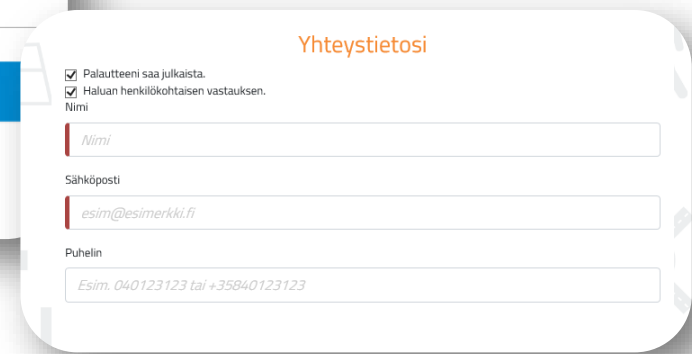 Yhteystietosi
Palautteeni saa julkaista.
Haluan henkilökohtaisen vastauksen.
Nimi
Nimi
Sähköposti
esim@esimerkki.fi
Puhelin
Esim. 040123123 tai +35840123123